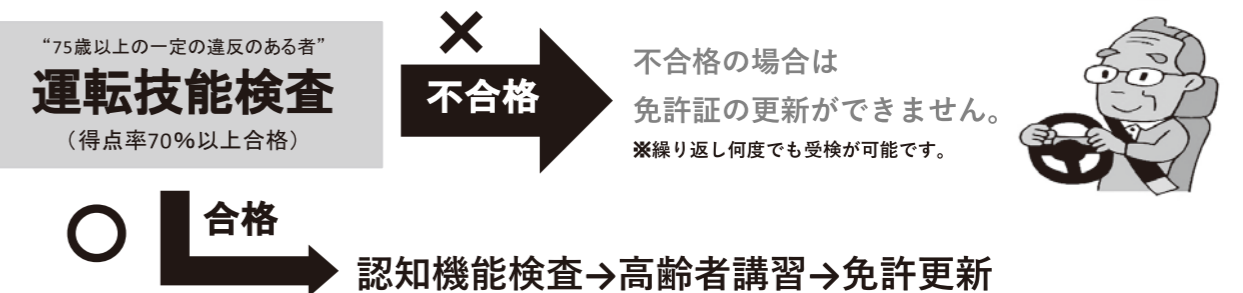 “75歳以上の一定の違反のある者”
運転技能検査
（得点率70％以上合格）
×
不合格
不合格の場合は
免許証の更新ができません。
※繰り返し何度でも受検が可能です。
○
合格
認知機能検査→高齢者講習→免許更新